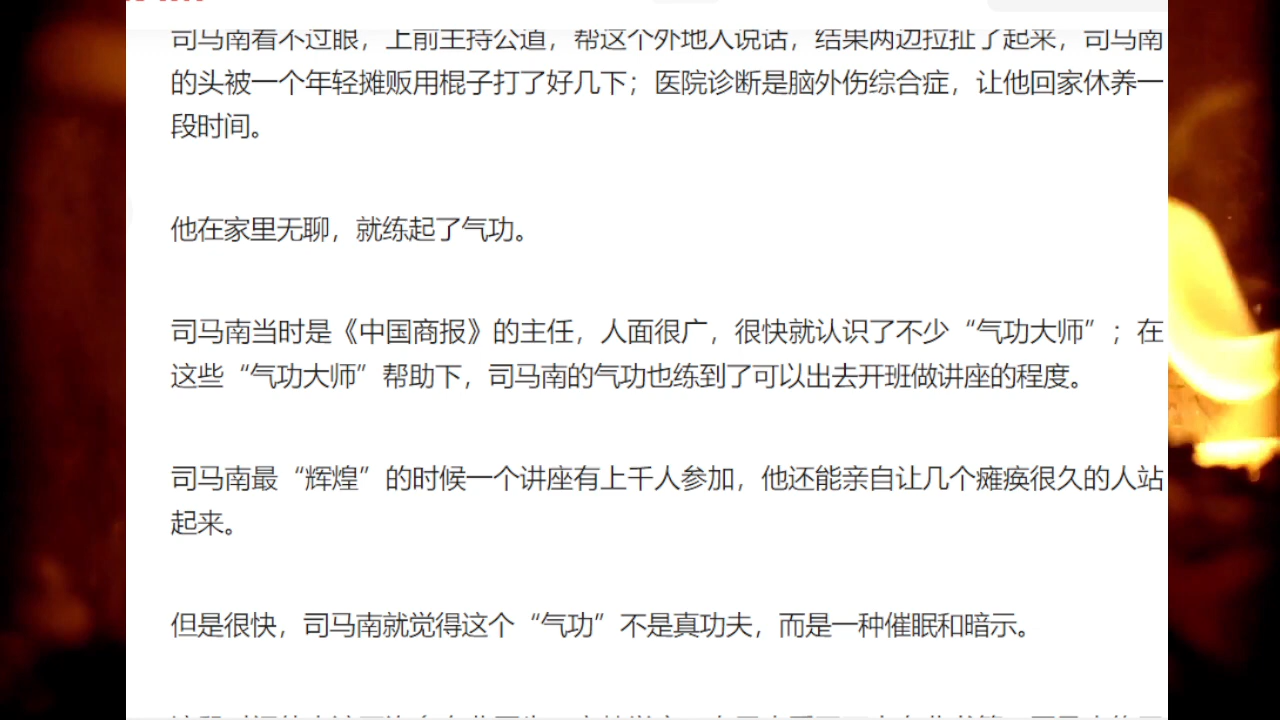 司马南看不过眼，上前主持公道，帮这个外地人说话，结果两边拉扯了起来，司马南
的头被一个年轻摊贩用棍子打了好几下；医院诊断是脑外伤综合症，让他回家休养一
段时间。
他在家里无聊，就练起了气功。
司马南当时是《中国商报》的主任，人面很广，很快就认识了不少“气功大师”；在
这些“气功大师”帮助下，司马南的气功也练到了可以出去开班做讲座的程度。
司马南最“辉煌”的时候一个讲座有上千人参加，他还能亲自让几个瘫痪很久的人站
起来。
但是很快，司马南就觉得这个“气功”不是真功夫，而是一种催眠和暗示。